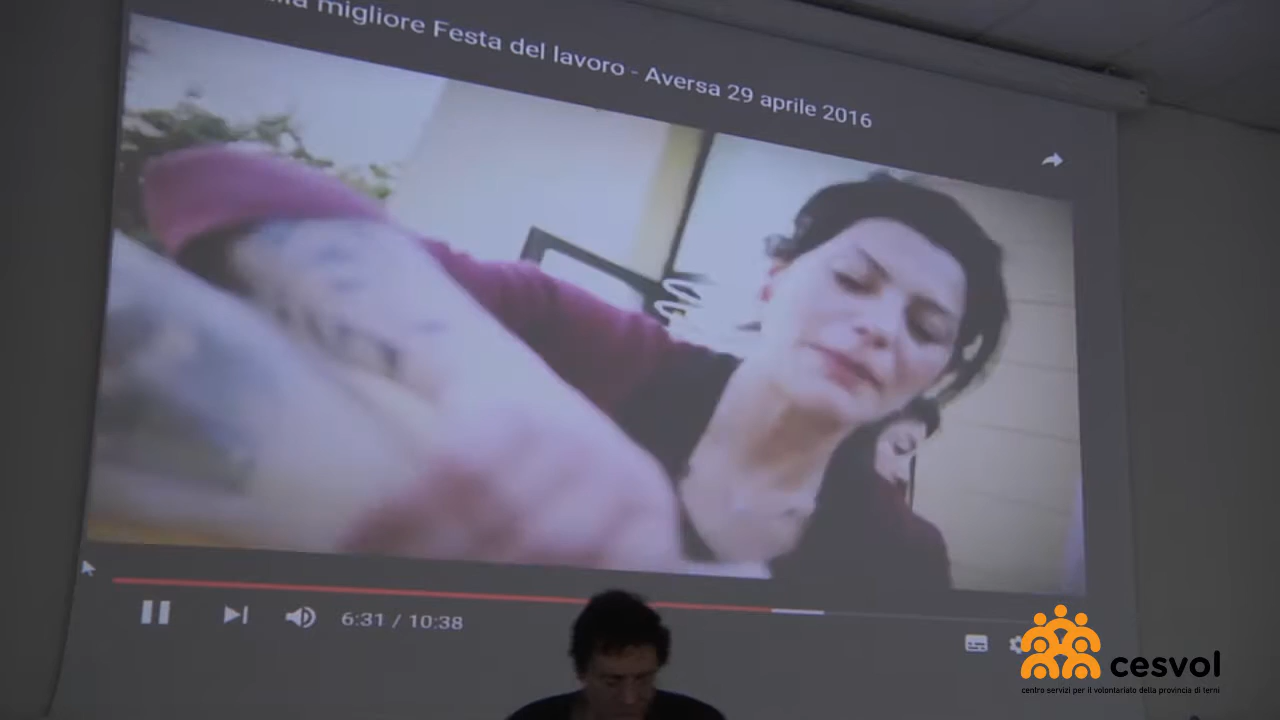 migliore Festa del lavoro - Aversa 29 aprile 2016
6:31 / 10:38
cesvol
centro servizi per il volontariato della provincia di terni